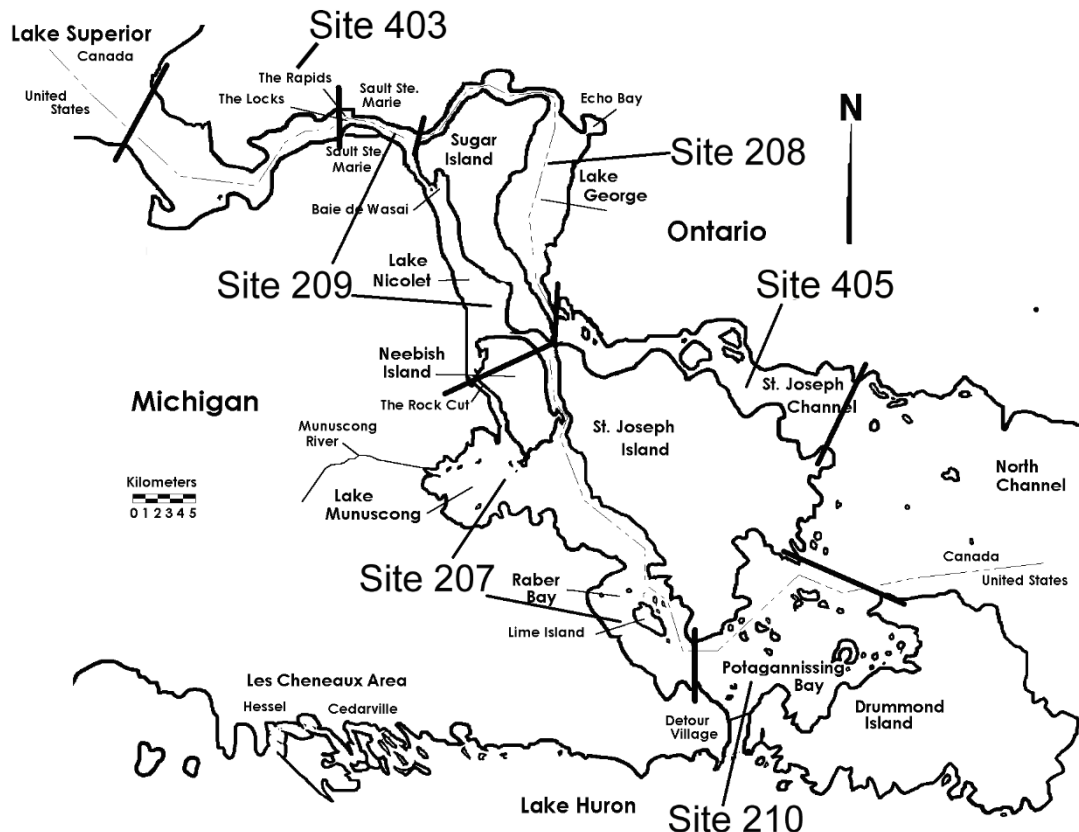 Site 403
Lake Superior
Canada
United
States
The Rapids
The Locks
Sault Ste.
Marie
Sault Ste.
Marie
Sugar
Island
Echo Bay
N
Site 208
Lake
George
Baie de Wasai
Ontario
Lake
Nicolet
Site 209
Site 405
Neebish
Island
The Rock Cut
St. Joseph
Channel
Michigan
St. Joseph
Island
Munuscong
River
Kilometers
0 1 2 3 4 5
Lake
Munuscong
North
Channel
Canada
United States
Site 207
Raber
Bay
Lime Island
Potagannissing
Bay
Les Cheneaux Area
Hessel
Cedarville
Detour
Village
Drummond
Island
Lake Huron
Site 210